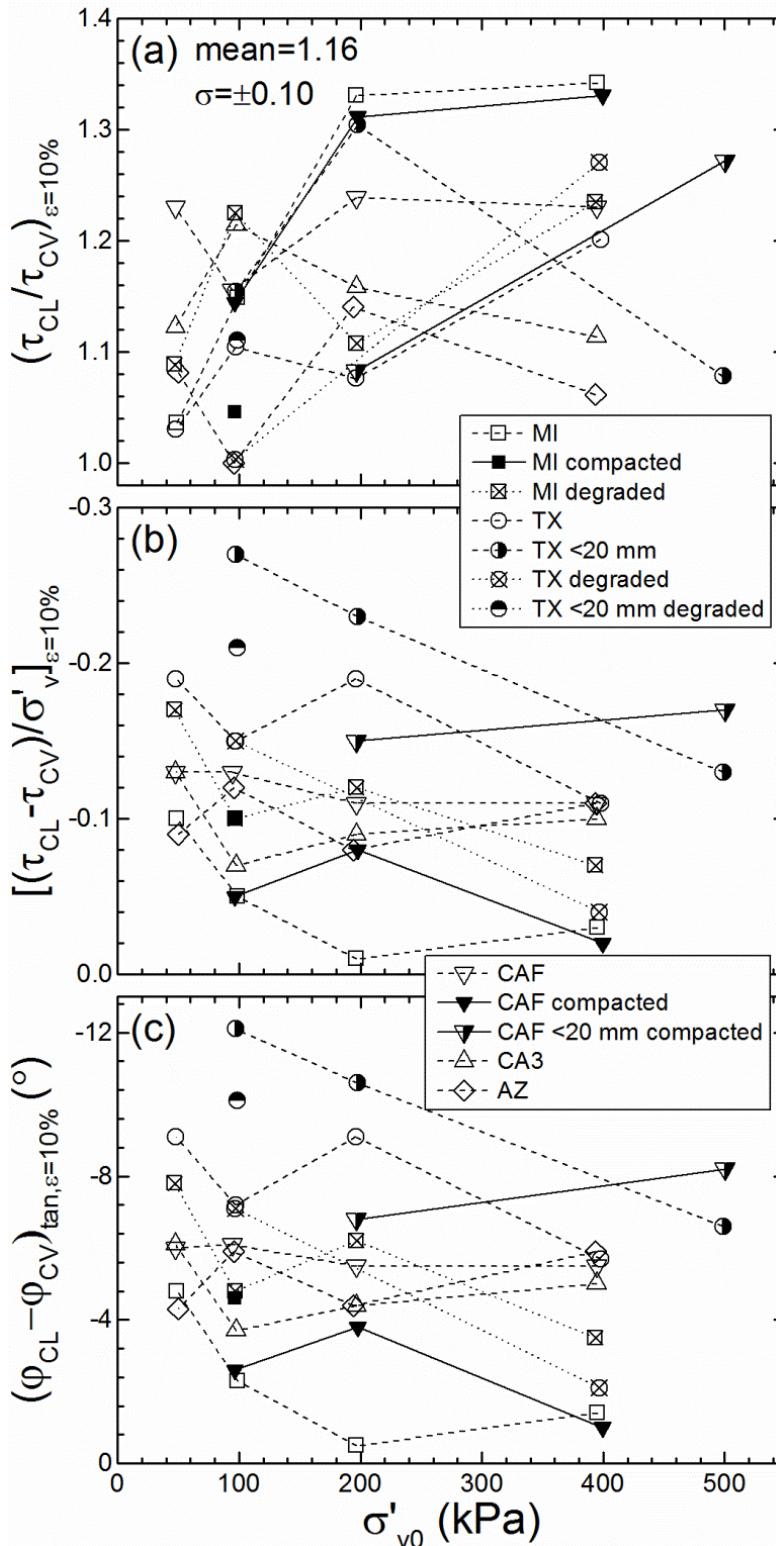 (a) mean=1.16
σ=±0.10
(τCL/τCV)ε=10%
1.4
1.3
1.2
1.1
1.0
MI
MI compacted
MI degraded
TX
TX <20 mm
TX degraded
TX <20 mm degraded
(b)
[(τCL-τCV)/σ'v]ε=10%
-0.3
-0.2
-0.1
0.0
CAF
CAF compacted
CAF <20 mm compacted
CA3
AZ
(c)
(φCL–φCV)tan,ε=10% (°)
-12
-8
-4
0
0 100 200 300 400 500
σ'v0 (kPa)